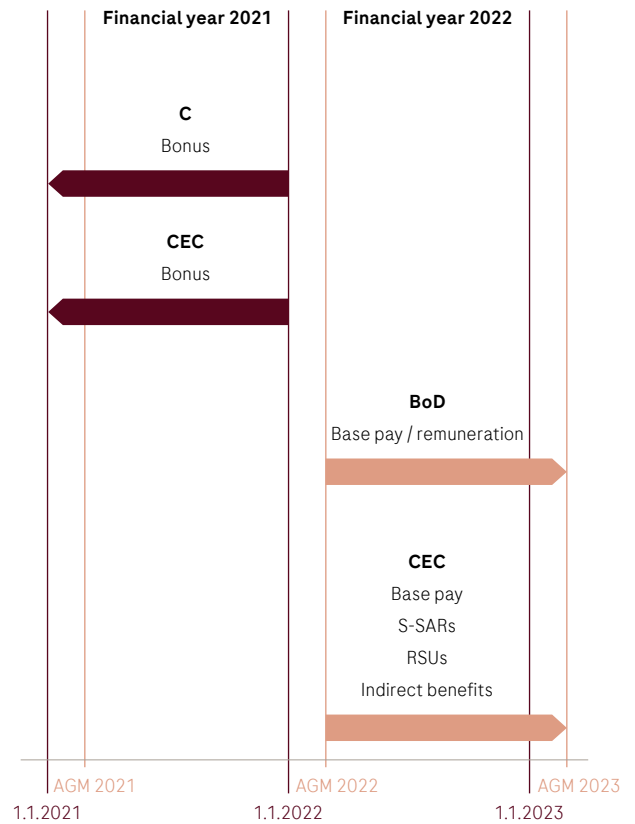 Financial year 2021
Financial year 2022
C
Bonus
CEC
Bonus
BoD
Base pay / remuneration
CEC
Base pay
S-SARs
RSUs
Indirect benefits
AGM 2021
AGM 2022
AGM 2023
1.1.2021
1.1.2022
1.1.2023